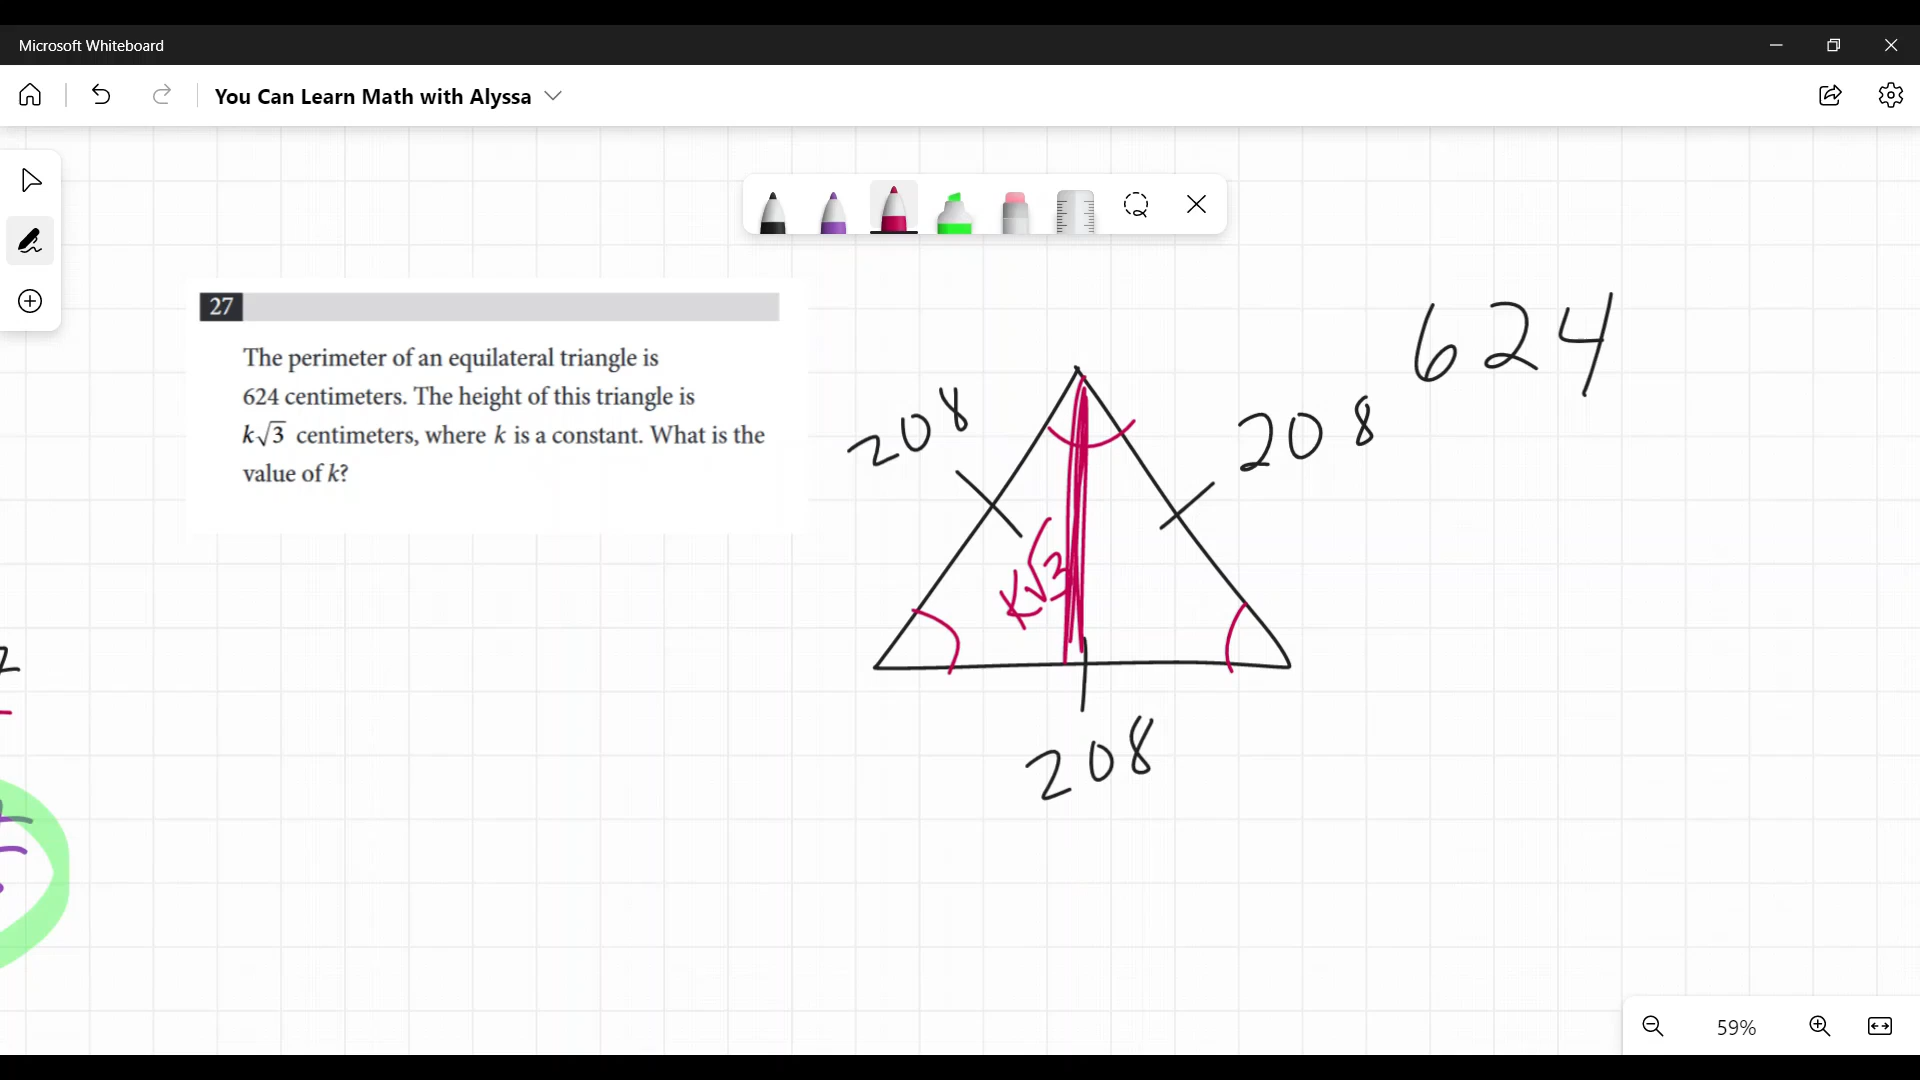 Microsoft Whiteboard
You Can Learn Math with Alyssa
27
The perimeter of an equilateral triangle is
624 centimeters. The height of this triangle is
k√3 centimeters, where k is a constant. What is the
value of k?
624
208
208
K√3
208
59%